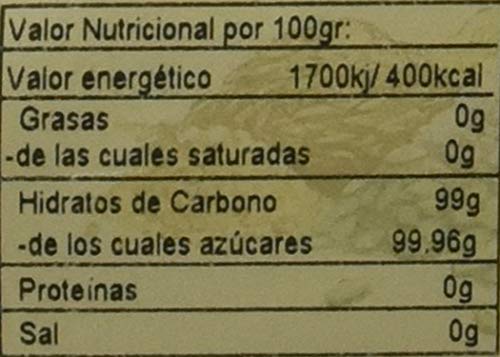 Valor Nutricional por 100gr:
Valor energético 1700kj/ 400kcal
Grasas 0g
-de las cuales saturadas 0g
Hidratos de Carbono 99g
-de los cuales azúcares 99.96g
Proteínas 0g
Sal 0g